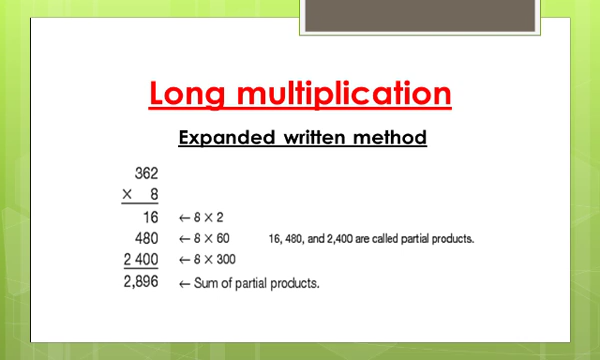 Long multiplication
Expanded written method
362
× 8
16 ← 8 × 2
480 ← 8 × 60 16, 480, and 2,400 are called partial products.
2 400 ← 8 × 300
2,896 ← Sum of partial products.